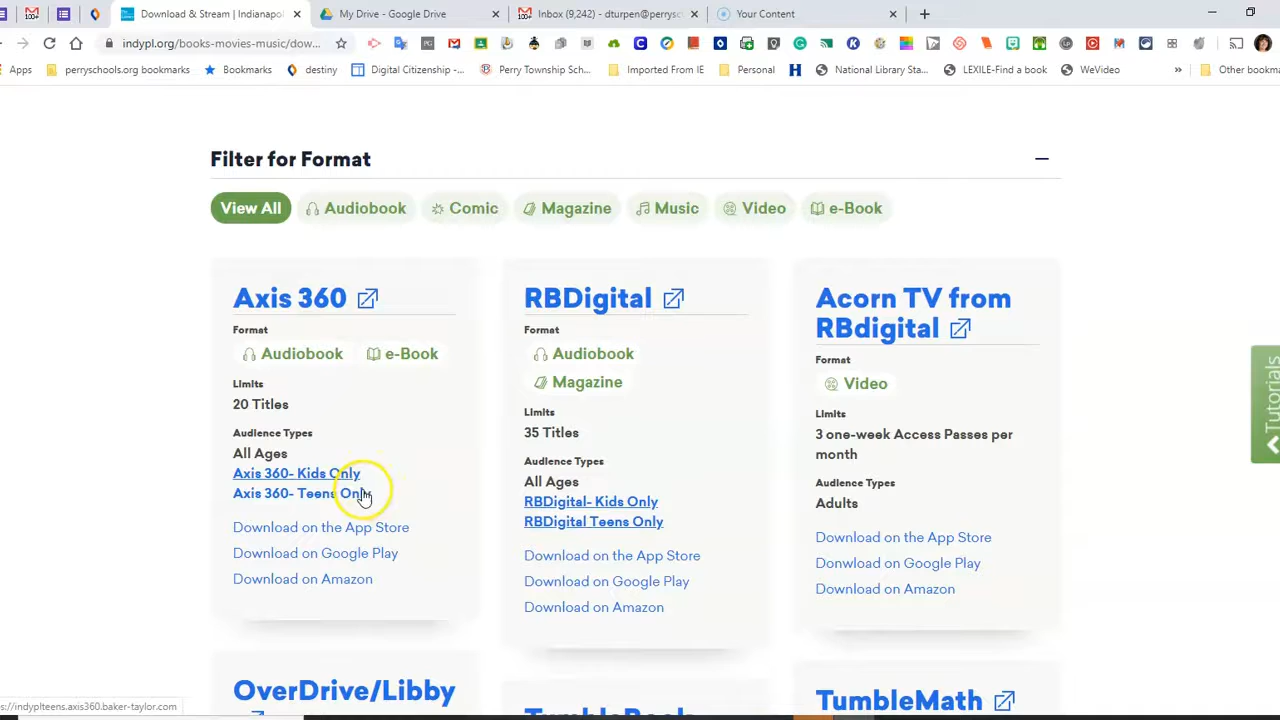 Download & Stream | Indianapol
My Drive - Google Drive
Inbox (9,242) - dturpen@perrysc
Your Content
indypl.org/books-movies-music/dow...
Apps
perryschools.org bookmarks
Bookmarks
destiny
Digital Citizenship -...
Perry Township Sch...
Imported From IE
Personal
National Library Sta...
LEXILE-Find a book
WeVideo
»
Other bookma
Filter for Format
View All
Audiobook
Comic
Magazine
Music
Video
e-Book
Axis 360
Format
Audiobook
e-Book
Limits
20 Titles
Audience Types
All Ages
Axis 360- Kids Only
Axis 360- Teens Only
Download on the App Store
Download on Google Play
Download on Amazon
RBDigital
Format
Audiobook
Magazine
Limits
35 Titles
Audience Types
All Ages
RBDigital- Kids Only
RBDigital Teens Only
Download on the App Store
Download on Google Play
Download on Amazon
Acorn TV from
RBdigital
Format
Video
Limits
3 one-week Access Passes per
month
Audience Types
Adults
Download on the App Store
Donwload on Google Play
Download on Amazon
Tutorials
OverDrive/Libby
TumbleBook
TumbleMath
s://indyplteens.axis360.baker-taylor.com